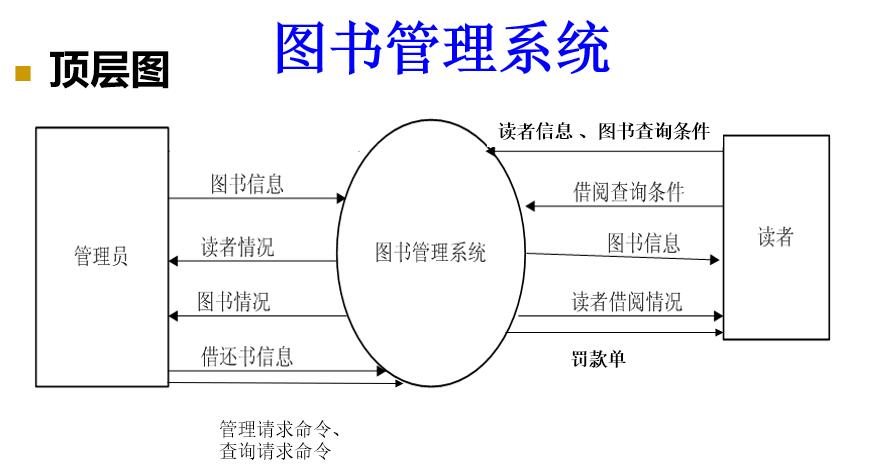 图书管理系统
顶层图
读者信息、图书查询条件
图书信息
借阅查询条件
管理员
读者情况
图书管理系统
图书信息
读者
图书情况
读者借阅情况
借还书信息
罚款单
管理请求命令、
查询请求命令